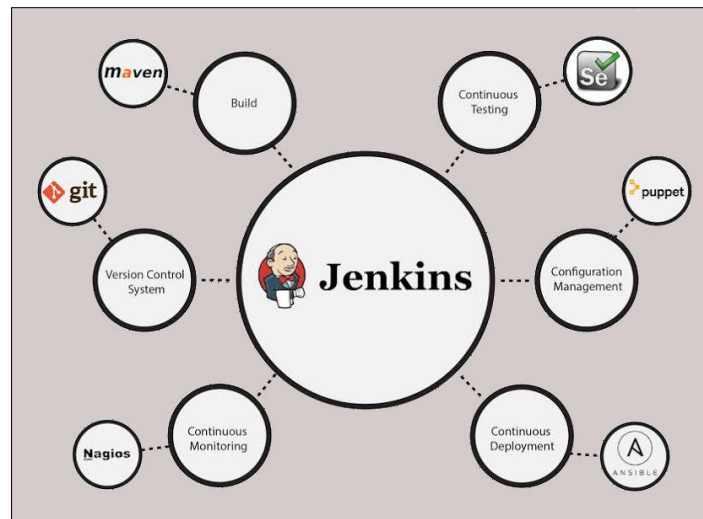 maven
Build
Continuous
Testing
Se
git
puppet
Version Control
System
Jenkins
Configuration
Management
Nagios
Continuous
Monitoring
Continuous
Deployment
A
ANSIBLE